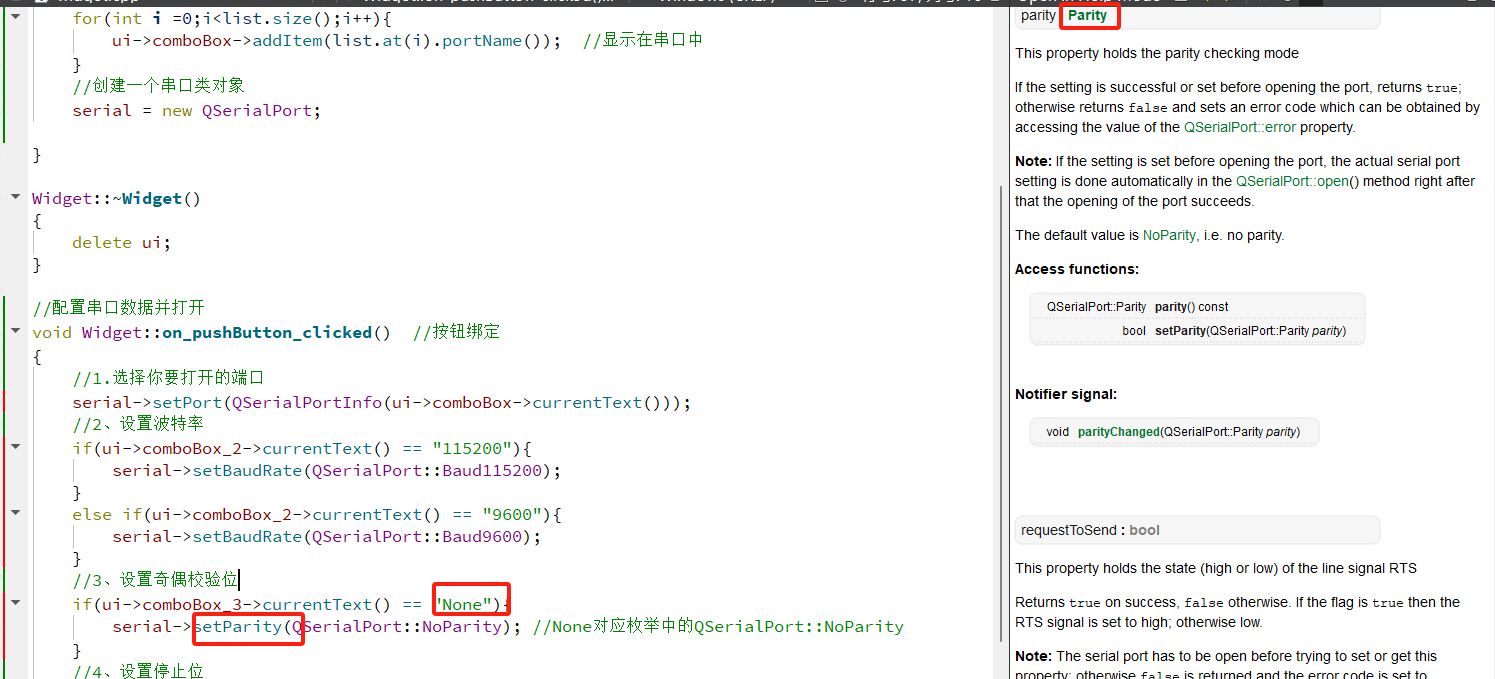 for(int i =0;i<list.size();i++){
ui->comboBox->addItem(list.at(i).portName());  //显示在串口中
}
//创建一个串口类对象
serial = new QSerialPort;
}
Widget::~Widget()
{
delete ui;
}
//配置串口数据并打开
void Widget::on_pushButton_clicked()  //按钮绑定
{
//1.选择你要打开的端口
serial->setPort(QSerialPortInfo(ui->comboBox->currentText()));
//2、设置波特率
if(ui->comboBox_2->currentText() == "115200"){
serial->setBaudRate(QSerialPort::Baud115200);
}
else if(ui->comboBox_2->currentText() == "9600"){
serial->setBaudRate(QSerialPort::Baud9600);
}
//3、设置奇偶校验位
if(ui->comboBox_3->currentText() == "None"){
serial->setParity(QSerialPort::NoParity); //None对应枚举中的QSerialPort::NoParity
}
//4、设置停止位
parity Parity
This property holds the parity checking mode
If the setting is successful or set before opening the port, returns true;
otherwise returns false and sets an error code which can be obtained by
accessing the value of the QSerialPort::error property.
Note: If the setting is set before opening the port, the actual serial port
setting is done automatically in the QSerialPort::open() method right after
that the opening of the port succeeds.
The default value is NoParity, i.e. no parity.
Access functions:
QSerialPort::Parity parity() const
bool setParity(QSerialPort::Parity parity)
Notifier signal:
void parityChanged(QSerialPort::Parity parity)
requestToSend : bool
This property holds the state (high or low) of the line signal RTS
Returns true on success, false otherwise. If the flag is true then the
RTS signal is set to high; otherwise low.
Note: The serial port has to be open before trying to set or get this
property; otherwise false is returned and the error code is set to